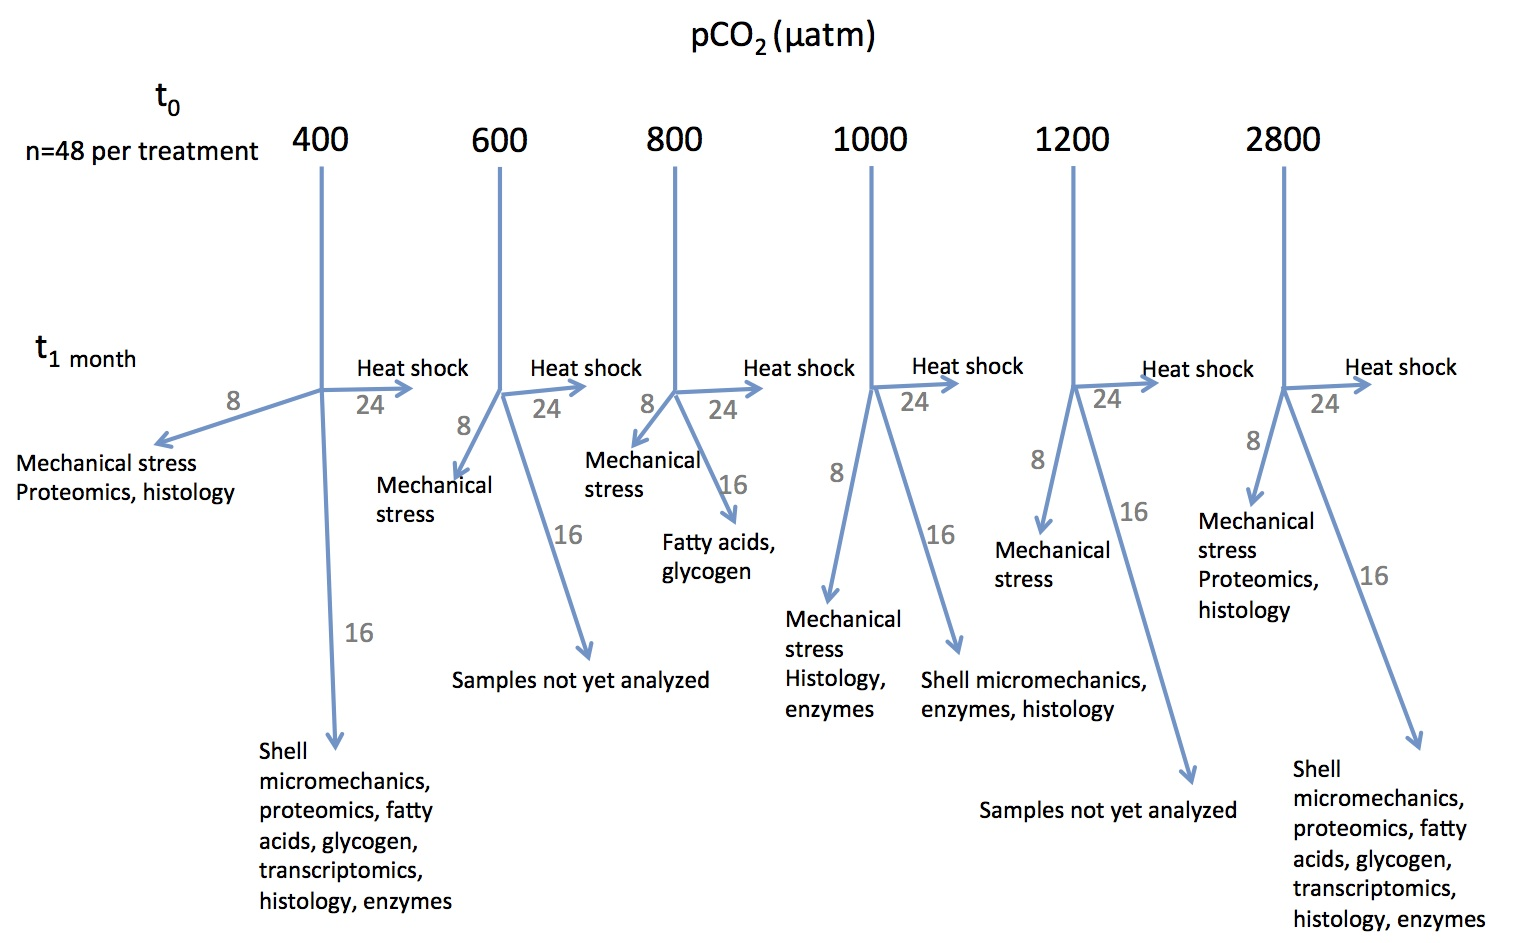 pCO2 (µatm)
t0
n=48 per treatment
400
600
800
1000
1200
2800
t1 month
8
Heat shock
24
Mechanical stress
Proteomics, histology
16
Shell
micromechanics,
proteomics, fatty
acids, glycogen,
transcriptomics,
histology, enzymes
Heat shock
24
8
Mechanical
stress
16
Samples not yet analyzed
Heat shock
24
8
Mechanical
stress
16
Fatty acids,
glycogen
Heat shock
24
8
Mechanical
stress
Histology,
enzymes
16
Shell micromechanics,
enzymes, histology
Heat shock
24
8
Mechanical
stress
16
Samples not yet analyzed
Heat shock
24
8
Mechanical
stress
Proteomics,
histology
16
Shell
micromechanics,
proteomics, fatty
acids, glycogen,
transcriptomics,
histology, enzymes